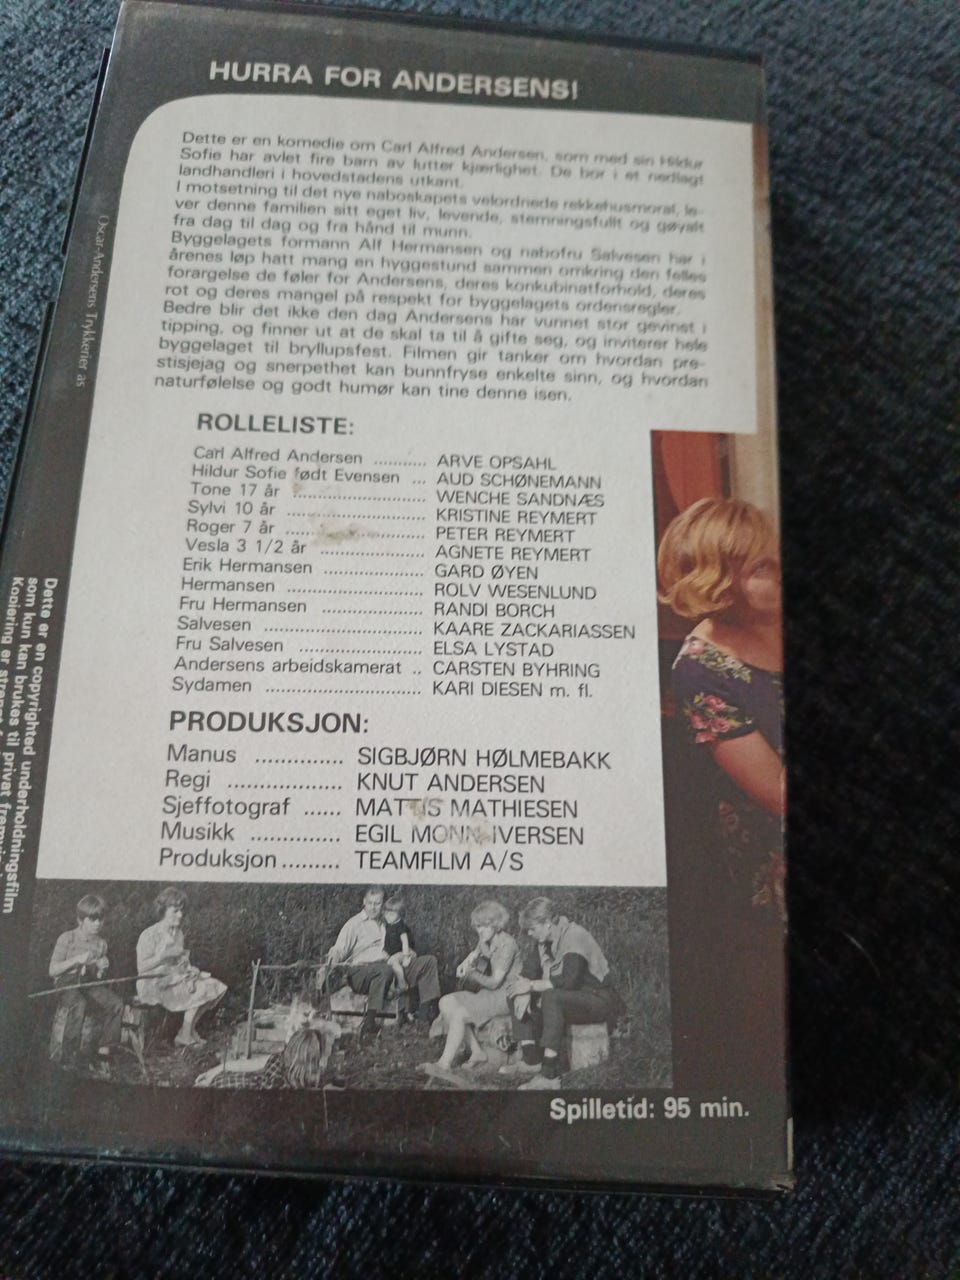 HURRA FOR ANDERSENS!
Dette er en komedie om Carl Alfred Andersen, som med sin Hildur
Sofie har avlet fire barn av lutter kjærlighet. De bor i et nedlagt
landhandleri i hovedstadens utkant.
I motsetning til det nye naboskapets velordnede rekkehusmoral, le-
ver denne familien sitt eget liv, levende, stemningsfullt og gøyalt
fra dag til dag og fra hånd til munn.
Byggelagets formann Alf Hermansen og nabofru Salvesen har i
årenes løp hatt mang en hyggestund sammen omkring den felles
forargelse de føler for Andersens, deres konkubinatforhold, deres
rot og deres mangel på respekt for byggelagets ordensregler.
Bedre blir det ikke den dag Andersens har vunnet stor gevinst i
tipping, og finner ut at de skal ta til å gifte seg, og inviterer hele
byggelaget til bryllupsfest. Filmen gir tanker om hvordan pre-
stisjejag og snerpethet kan bunnfryse enkelte sinn, og hvordan
naturfølelse og godt humør kan tine denne isen.
ROLLELISTE:
Carl Alfred Andersen .......... ARVE OPSAHL
Hildur Sofie født Evensen ... AUD SCHØNEMANN
Tone 17 år ......................... WENCHE SANDNÆS
Sylvi 10 år ......................... KRISTINE REYMERT
Roger 7 år ......................... PETER REYMERT
Vesla 3 1/2 år .................... AGNETE REYMERT
Erik Hermansen ................... GARD ØYEN
Hermansen ......................... ROLV WESENLUND
Fru Hermansen .................... RANDI BORCH
Salvesen ............................. KAARE ZACKARIASSEN
Fru Salvesen ....................... ELSA LYSTAD
Andersens arbeidskamerat .. CARSTEN BYHRING
Sydamen ............................. KARI DIESEN m. fl.
PRODUKSJON:
Manus .............. SIGBJØRN HØLMEBAKK
Regi .................. KNUT ANDERSEN
Sjeffotograf ...... MATTIS MATHIESEN
Musikk .............. EGIL MONN IVERSEN
Produksjon ......... TEAMFILM A/S
Spilletid: 95 min.
Oscar-Andersens Trykkerier as
Dette er en copyrighted underholdningsfilm
som kun kan brukes til privat
Kopiering er